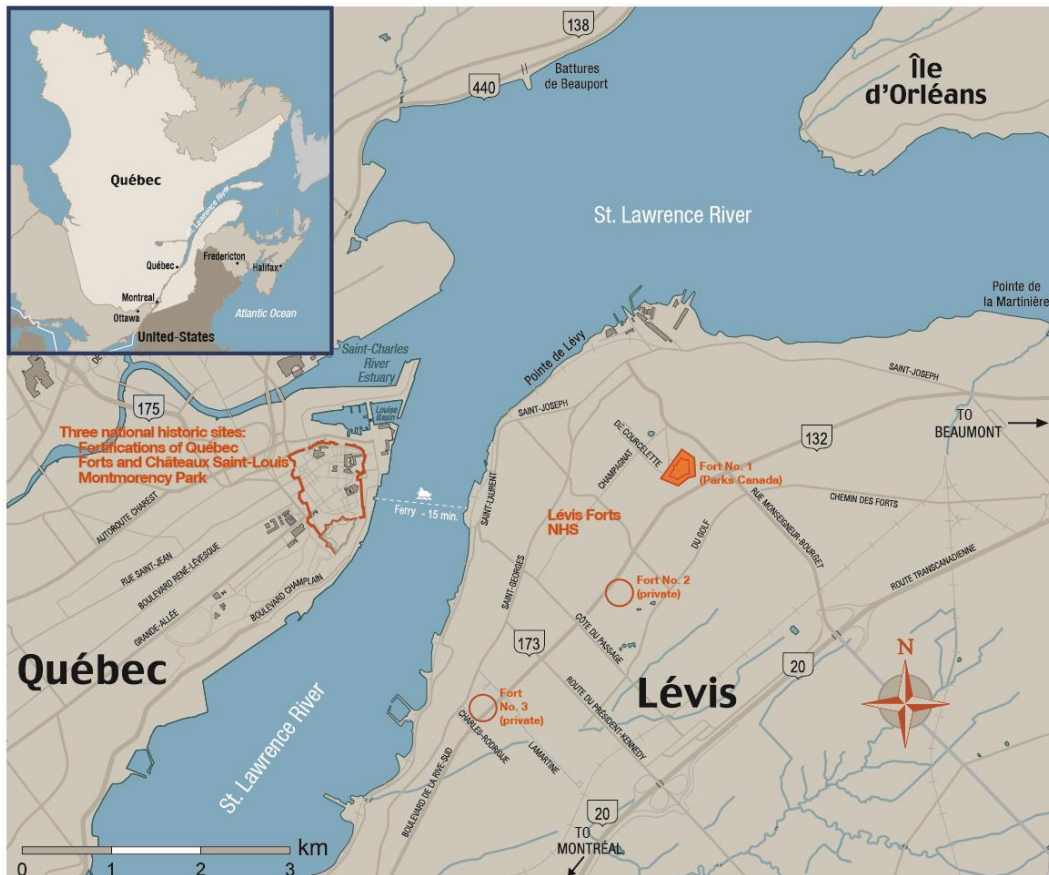 Québec
St. Lawrence River
Québec
Fredericton
Halifax
Montreal
Ottawa
Atlantic Ocean
United-States
138
440
Battures
de Beauport
Île
d'Orléans
St. Lawrence River
Pointe de
la Martinière
Pointe de Lévy
Saint-Charles
River
Estuary
Louise
Basin
DE
175
Three national historic sites:
Fertifications of Québec
Forts and Châteaux Saint-Louis
Montmorency Park
SAINT-JOSEPH
SAINT-JOSEPH
TO
BEAUMONT
132
DE COURCELETTE
CHAMPAGNAT
Fort No. 1
(Parks Canada)
CHEMIN DES FORTS
RUE MONSEIGNEUR-BOURGET
Lévis Forts
NHS
DU GOLF
SAINT-LAURENT
Ferry - 15 min.
AUTOROUTE CHAREST
RUE SAINT-JEAN
BOULEVARD RENÉ-LÉVESQUE
GRANDE-ALLÉE
BOULEVARD CHAMPLAIN
SAINT-GEORGES
Fort No. 2
(private)
ROUTE TRANSCANADIENNE
CÔTE DU PASSAGE
173
20
N
Québec
Lévis
Fort
No. 3
(private)
ROUTE DU PRÉSIDENT-KENNEDY
CHARLES-RODRIGUE
LAMARTINE
BOULEVARD DE LA RIVE-SUD
St. Lawrence River
20
TO
MONTRÉAL
km
0 1 2 3